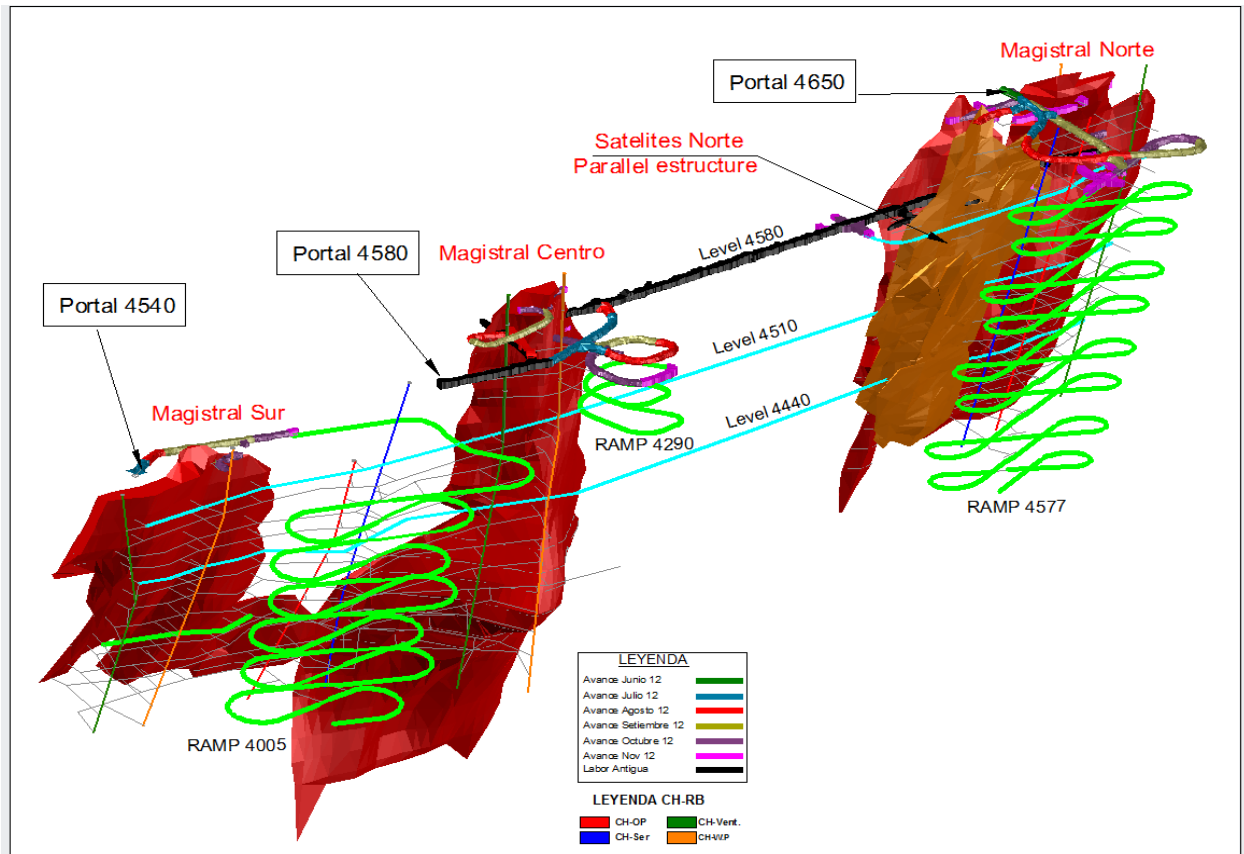 Magistral Norte
Portal 4650
Satelites Norte
Parallel estructure
Level 4580
Portal 4580
Magistral Centro
Portal 4540
Level 4510
Magistral Sur
Level 4440
RAMP 4290
RAMP 4577
RAMP 4005
LEYENDA
Avance Junio 12
Avance Julio 12
Avance Agosto 12
Avance Setiembre 12
Avance Octubre 12
Avance Nov 12
Labor Antigua
LEYENDA CH-RB
CH-OP CH-Vent.
CH-Ser CH-W.P